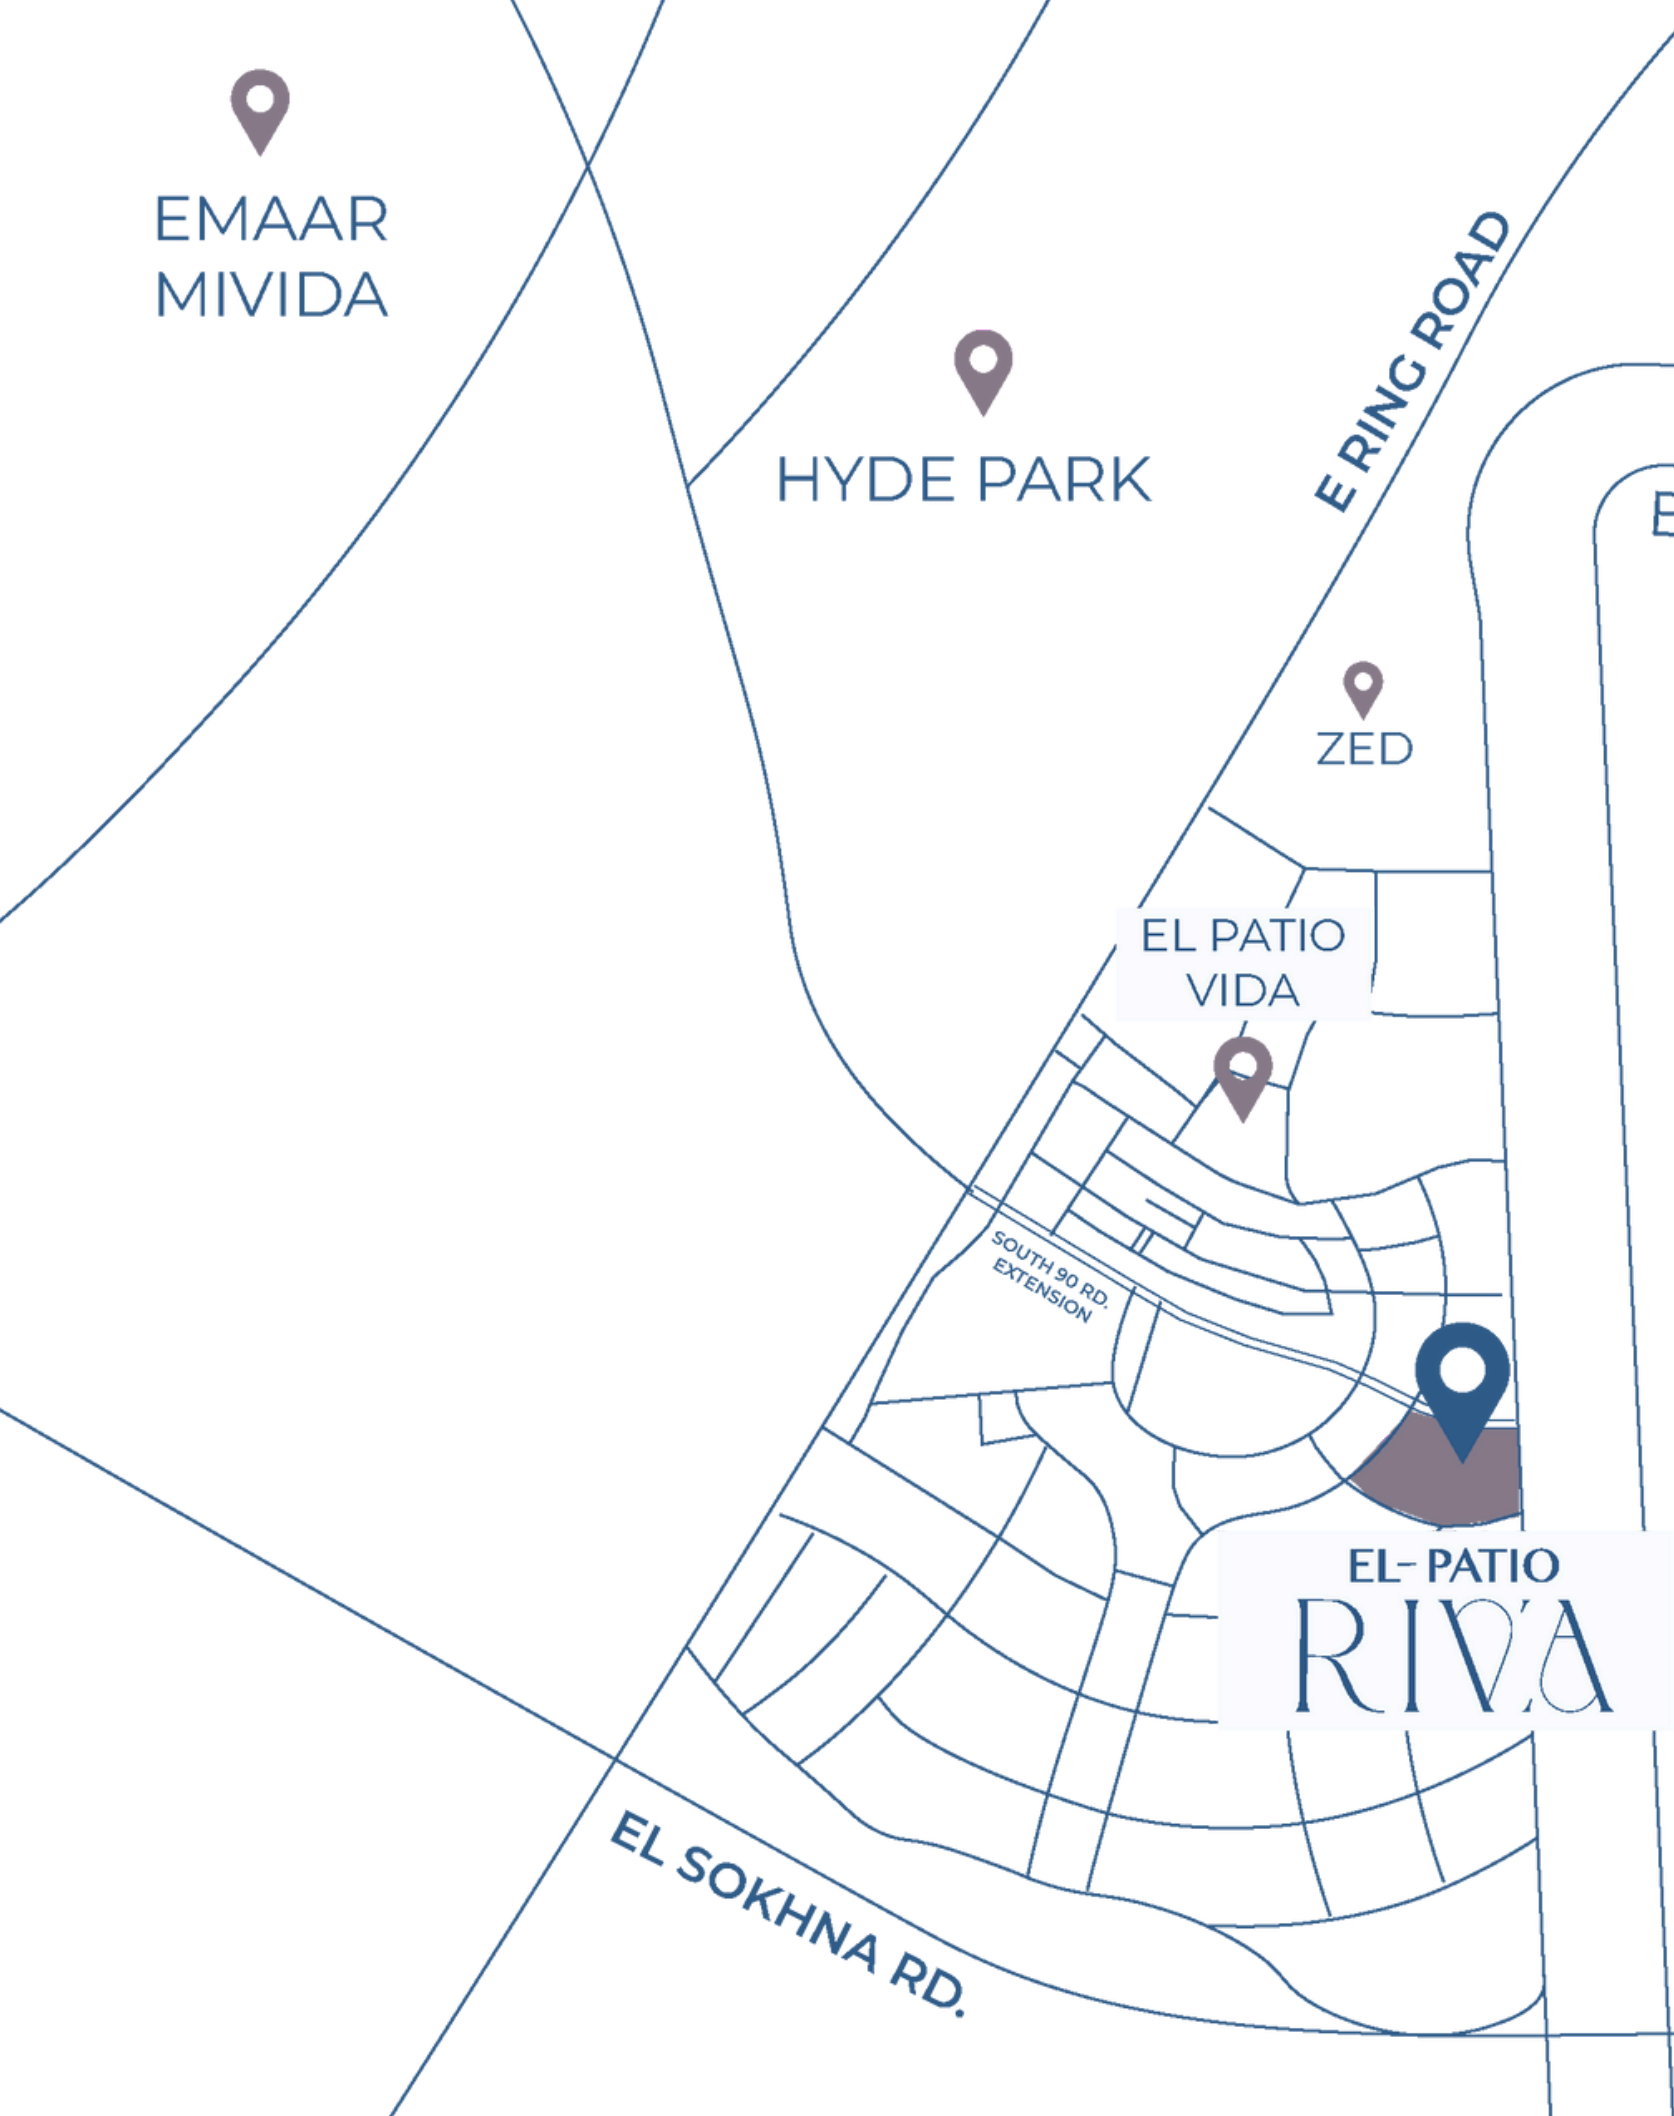 EMAAR
MIVIDA
HYDE PARK
E RING ROAD
ZED
EL PATIO
VIDA
SOUTH 90 RD.
EXTENSION
EL-PATIO
RIVA
EL SOKHNA RD.